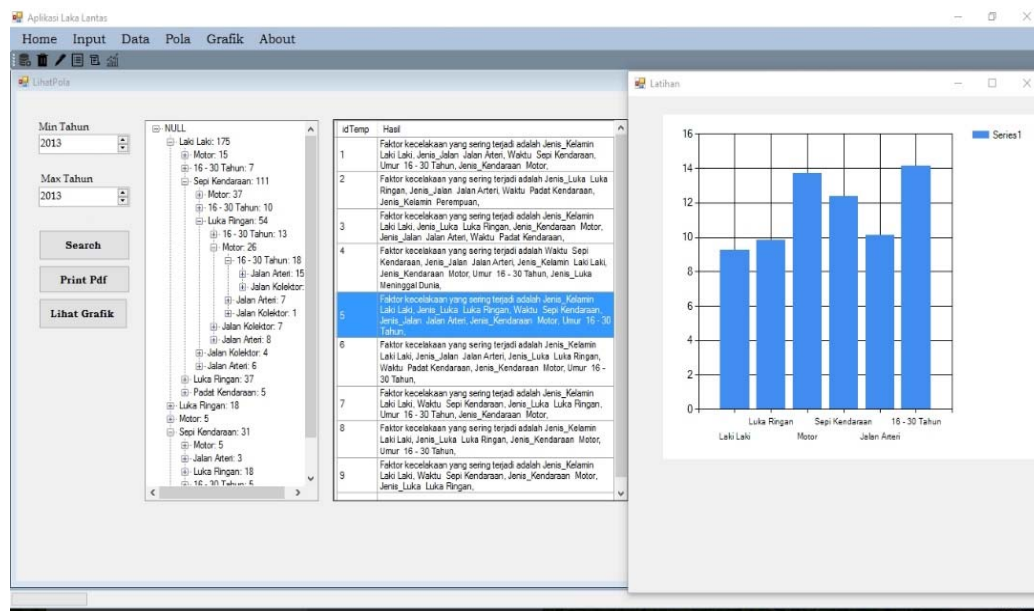 Aplikasi Laka Lantas
Home Input Data Pola Grafik About
LihatPola
Min Tahun
2013
Max Tahun
2013
Search
Print Pdf
Lihat Grafik
NULL
Laki Laki: 175
Motor: 15
16 - 30 Tahun: 7
Sepi Kendaraan: 111
Motor: 37
16 - 30 Tahun: 10
Luka Ringan: 54
16 - 30 Tahun: 13
Motor: 26
16 - 30 Tahun: 18
Jalan Arteri: 15
Jalan Kolektor:
Jalan Arteri: 7
Jalan Kolektor: 1
Jalan Kolektor: 7
Jalan Arteri: 8
Jalan Kolektor: 4
Jalan Arteri: 6
Luka Ringan: 37
Padat Kendaraan: 5
Luka Ringan: 18
Motor: 5
Sepi Kendaraan: 31
Motor: 5
Jalan Arteri: 3
Luka Ringan: 18
16 - 30 Tahun: 5
idTemp Hasil
1 Faktor kecelakaan yang sering terjadi adalah Jenis_Kelamin
Laki Laki, Jenis_Jalan Jalan Arteri, Waktu Sepi Kendaraan,
Umur 16 - 30 Tahun, Jenis_Kendaraan Motor,
2 Faktor kecelakaan yang sering terjadi adalah Jenis_Luka Luka
Ringan, Jenis_Jalan Jalan Arteri, Waktu Padat Kendaraan,
Jenis_Kelamin Perempuan,
3 Faktor kecelakaan yang sering terjadi adalah Jenis_Kelamin
Laki Laki, Jenis_Luka Luka Ringan, Jenis_Kendaraan Motor,
Jenis_Jalan Jalan Arteri, Waktu Padat Kendaraan,
4 Faktor kecelakaan yang sering terjadi adalah Waktu Sepi
Kendaraan, Jenis_Jalan Jalan Arteri, Jenis_Kelamin Laki Laki,
Jenis_Kendaraan Motor, Umur 16 - 30 Tahun, Jenis_Luka
Meninggal Dunia,
5 Faktor kecelakaan yang sering terjadi adalah Jenis_Kelamin
Laki Laki, Jenis_Luka Luka Ringan, Waktu Sepi Kendaraan,
Jenis_Jalan Jalan Arteri, Jenis_Kendaraan Motor, Umur 16 - 30
Tahun,
6 Faktor kecelakaan yang sering terjadi adalah Jenis_Kelamin
Laki Laki, Jenis_Jalan Jalan Arteri, Jenis_Luka Luka Ringan,
Waktu Padat Kendaraan, Jenis_Kendaraan Motor, Umur 16 -
30 Tahun,
7 Faktor kecelakaan yang sering terjadi adalah Jenis_Kelamin
Laki Laki, Waktu Sepi Kendaraan, Jenis_Luka Luka Ringan,
Umur 16 - 30 Tahun, Jenis_Kendaraan Motor,
8 Faktor kecelakaan yang sering terjadi adalah Jenis_Kelamin
Laki Laki, Jenis_Luka Luka Ringan, Jenis_Kendaraan Motor,
Umur 16 - 30 Tahun,
9 Faktor kecelakaan yang sering terjadi adalah Jenis_Kelamin
Laki Laki, Waktu Sepi Kendaraan, Jenis_Kendaraan Motor,
Jenis_Luka Luka Ringan,
Latihan
Series1
16
14
12
10
8
6
4
2
0
Luka Ringan Sepi Kendaraan 16 - 30 Tahun
Laki Laki Motor Jalan Arteri